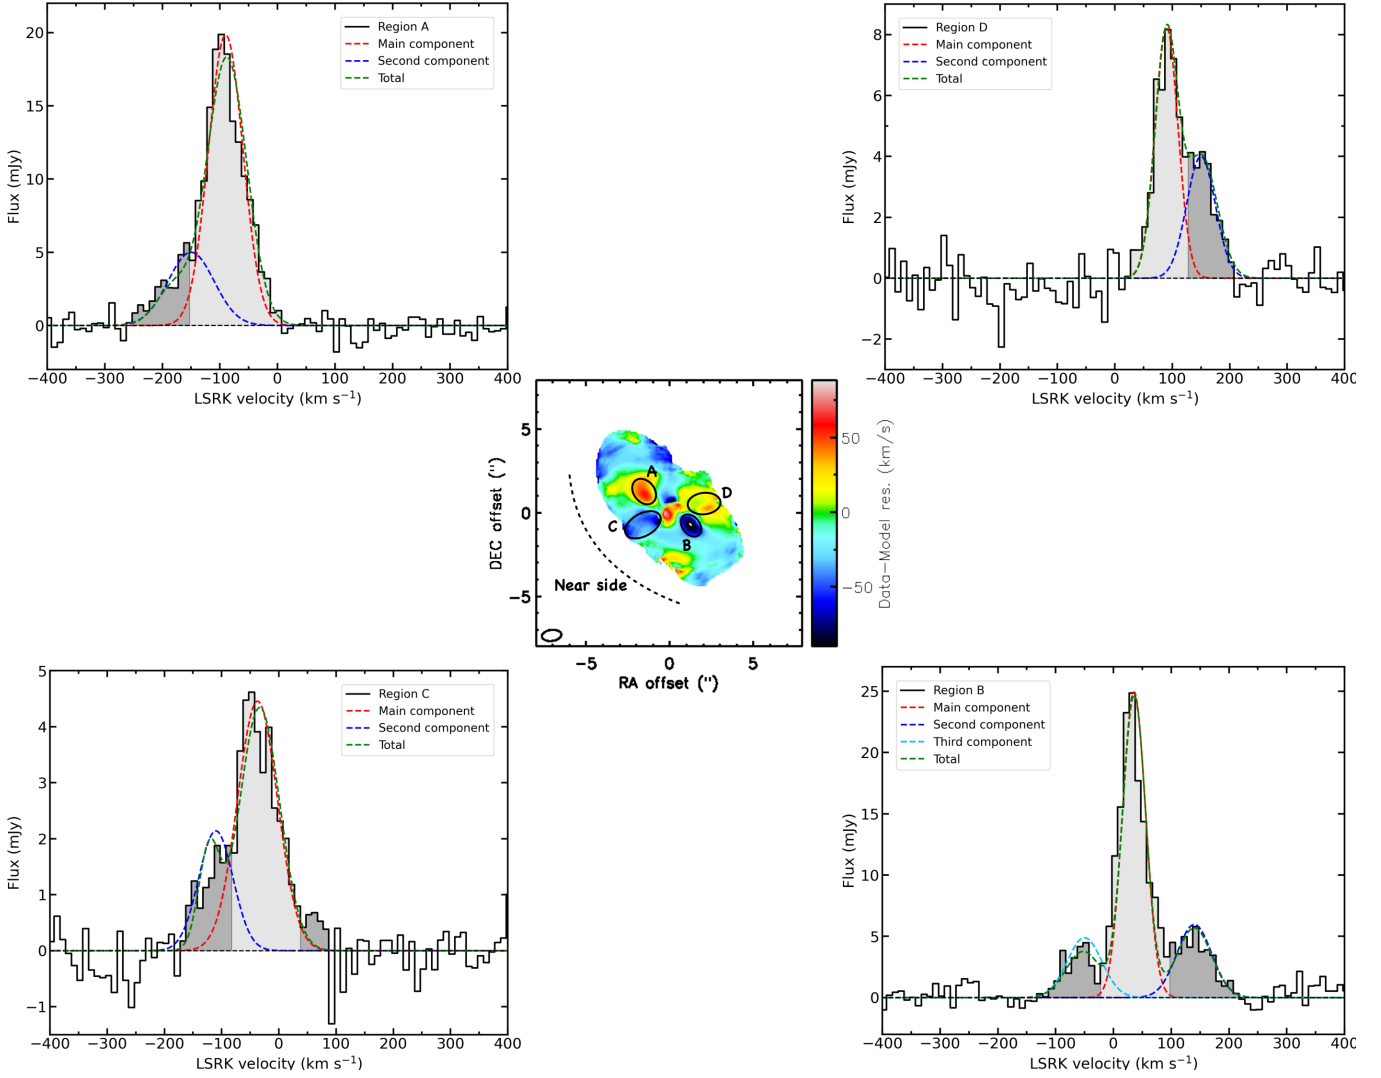 Region A
Main component
Second component
Total
20
15
10
5
0
Flux (mJy)
−400 −300 −200 −100 0 100 200 300 400
LSRK velocity (km s⁻¹)
Region D
Main component
Second component
Total
8
6
4
2
0
−2
Flux (mJy)
−400 −300 −200 −100 0 50 100 200 300 400
LSRK velocity (km s⁻¹)
A
D
C
B
Near side
5
0
−5
DEC offset (")
−5 0 5
RA offset (")
50
0
−50
Data−Model res. (km/s)
Region C
Main component
Second component
Total
5
4
3
2
1
0
−1
Flux (mJy)
−400 −300 −200 −100 0 100 200 300 400
LSRK velocity (km s⁻¹)
Region B
Main component
Second component
Third component
Total
25
20
15
10
5
0
Flux (mJy)
−400 −300 −200 −100 0 100 200 300 400
LSRK velocity (km s⁻¹)